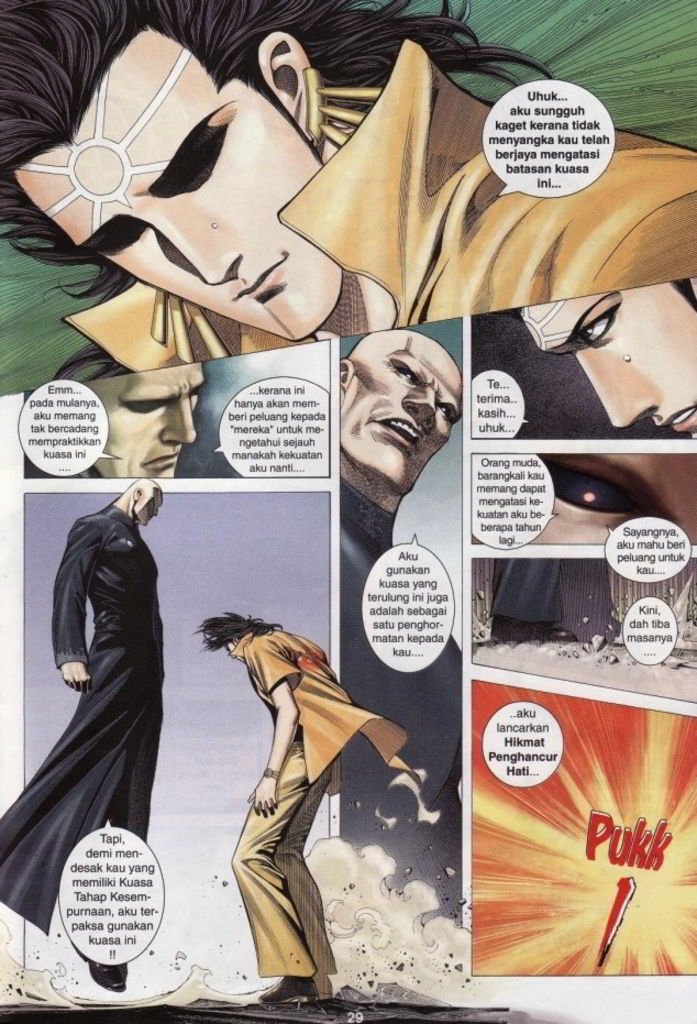 Uhuk...
aku sungguh
kaget kerana tidak
menyangka kau telah
berjaya mengatasi
batasan kuasa
ini...
Emm...
pada mulanya,
aku memang
tak bercadang
mempraktikkan
kuasa ini
....
...kerana ini
hanya akan mem-
beri peluang kepada
"mereka" untuk me-
ngetahui sejauh
manakah kekuatan
aku nanti....
Tapi,
demi men-
desak kau yang
memiliki Kuasa
Tahap Kesem-
purnaan, aku ter-
paksa gunakan
kuasa ini
!!
Aku
gunakan
kuasa yang
terulung ini juga
adalah sebagai
satu penghor-
matan kepada
kau....
Te...
terima..
kasih...
uhuk...
Orang muda,
barangkali kau
memang dapat
mengatasi ke-
kuatan aku be-
berapa tahun
lagi...
Sayangnya,
aku mahu beri
peluang untuk
kau....
Kini,
dah tiba
masanya
....
..aku
lancarkan
Hikmat
Penghancur
Hati...
Pukk
!
29